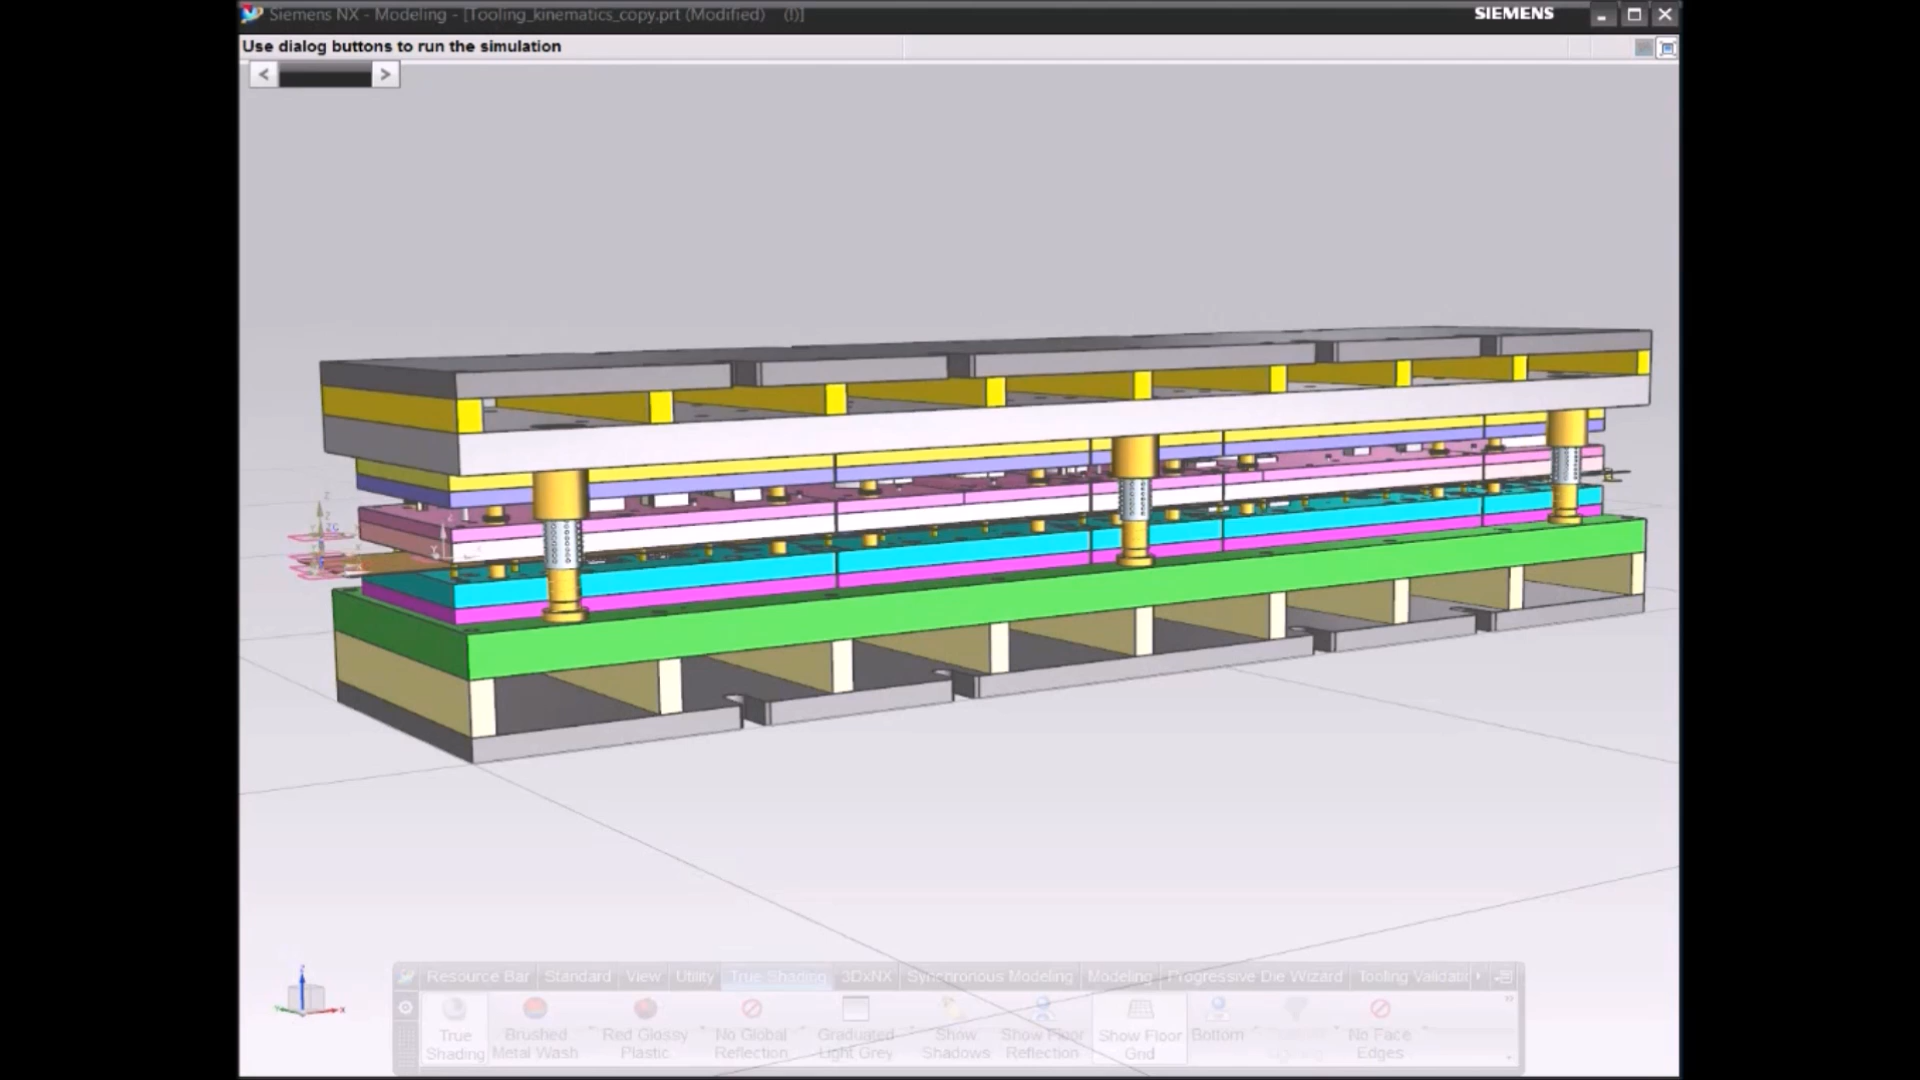 Siemens NX - Modeling - [Tooling_kinematics_copy.prt (Modified) (!)]
SIEMENS
Use dialog buttons to run the simulation
Resource Bar Standard View Utility True Shading 3DxNX Synchronous Modeling Modeling Progressive Die Wizard Tooling Validati
True Shading
Brushed Metal Wash
Red Glossy Plastic
No Global Reflection
Graduated Light Grey
Show Shadows
Show Floor Reflection
Show Floor Grid
Bottom
No Face Edges